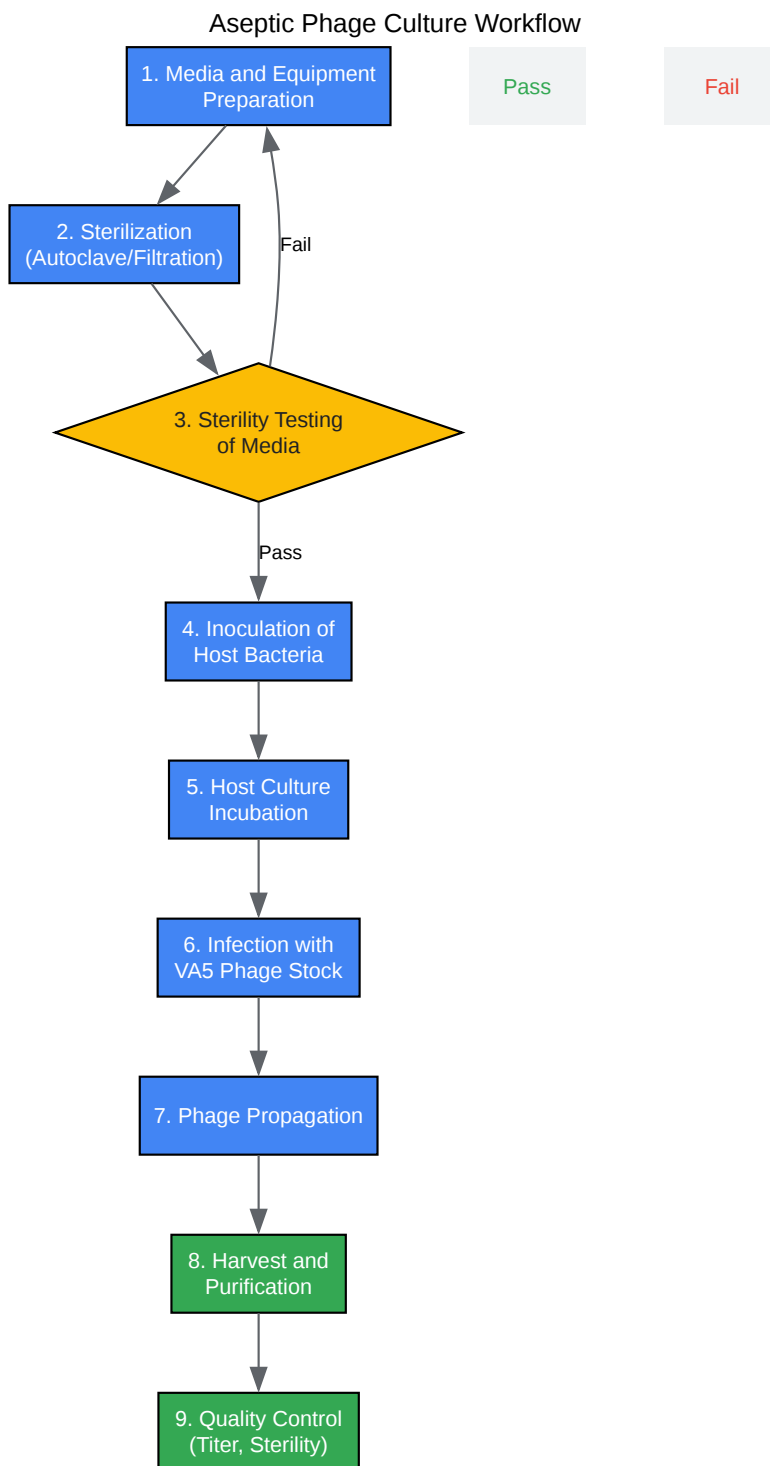 Aseptic Phage Culture Workflow
1. Media and Equipment
Preparation
Pass
Fail
2. Sterilization
(Autoclave/Filtration)
Fail
3. Sterility Testing
of Media
Pass
4. Inoculation of
Host Bacteria
5. Host Culture
Incubation
6. Infection with
VA5 Phage Stock
7. Phage Propagation
8. Harvest and
Purification
9. Quality Control
(Titer, Sterility)